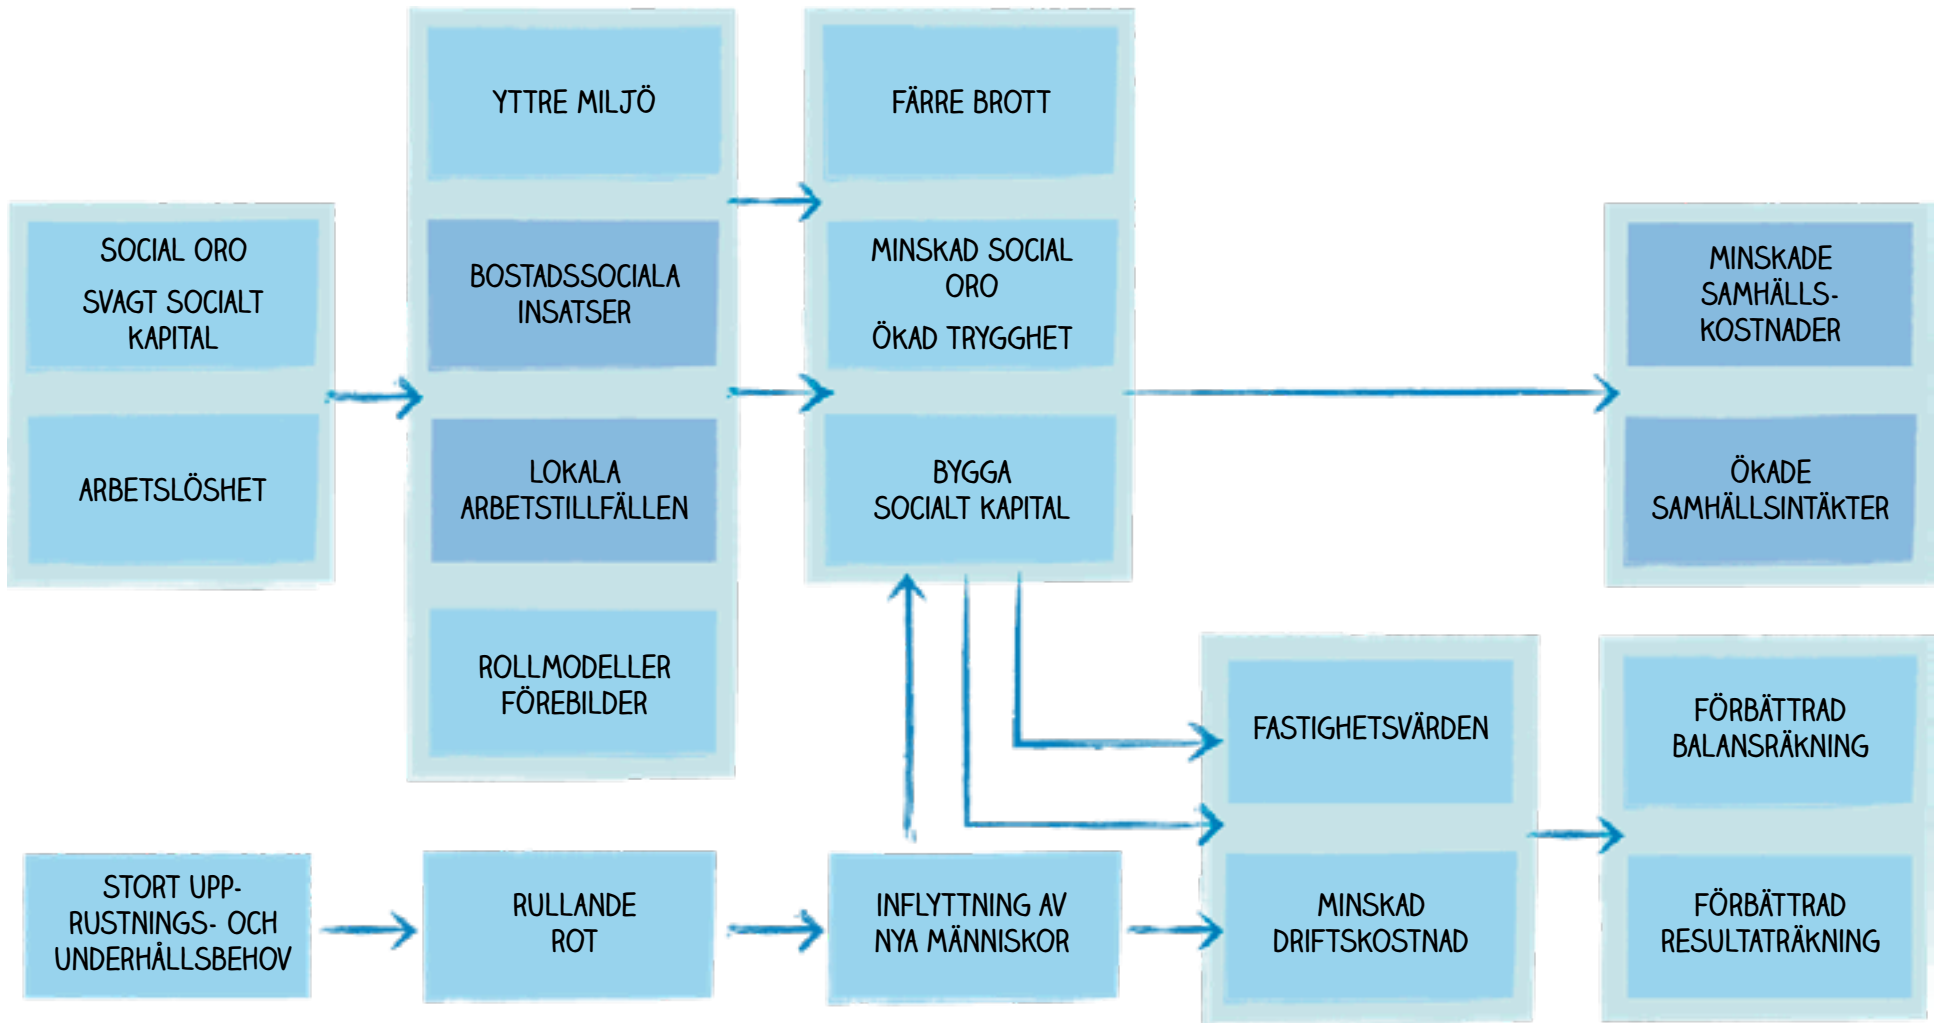 YTTRE MILJÖ
FÄRRE BROTT
SOCIAL ORO
SVAGT SOCIALT
KAPITAL
BOSTADSSOCIALA
INSATSER
MINSKAD SOCIAL
ORO
ÖKAD TRYGGHET
MINSKADE
SAMHÄLLS-
KOSTNADER
ARBETSLÖSHET
LOKALA
ARBETSTILLFÄLLEN
BYGGA
SOCIALT KAPITAL
ÖKADE
SAMHÄLLSINTÄKTER
ROLLMODELLER
FÖREBILDER
FASTIGHETSVÄRDEN
FÖRBÄTTRAD
BALANSRÄKNING
STORT UPP-
RUSTNINGS- OCH
UNDERHÅLLSBEHOV
RULLANDE
ROT
INFLYTTNING AV
NYA MÄNNISKOR
MINSKAD
DRIFTSKOSTNAD
FÖRBÄTTRAD
RESULTATRÄKNING